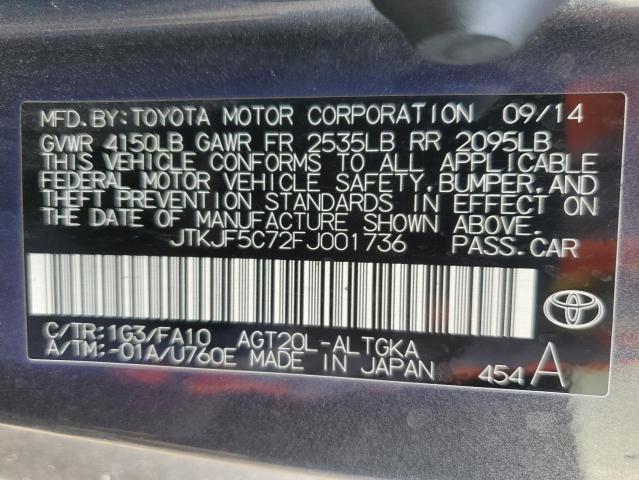 MFD. BY: TOYOTA MOTOR CORPORATION 09/14
GVWR 4150LB GAWR FR 2535LB RR 2095LB
THIS VEHICLE CONFORMS TO ALL APPLICABLE
FEDERAL MOTOR VEHICLE SAFETY, BUMPER, AND
THEFT PREVENTION STANDARDS IN EFFECT ON
THE DATE OF MANUFACTURE SHOWN ABOVE.
JTKJF5C72FJ001736 PASS. CAR
C/TR: 1G3/FA10 AGT20L-ALTGKA
A/TM: -01A/U760E MADE IN JAPAN 454 A